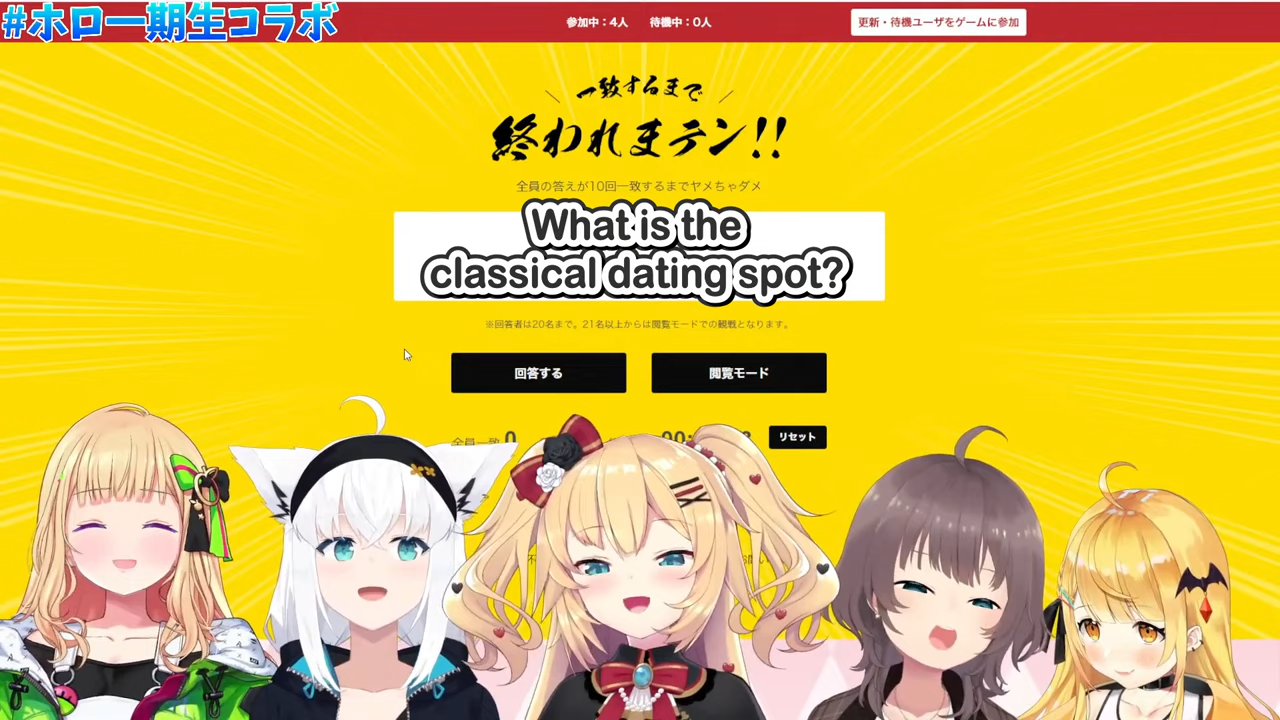 #ホロ一期生コラボ
参加中：4人 待機中：0人
更新・待機ユーザをゲームに参加
一致するまで
終われまテン!!
全員の答えが10回一致するまでヤメちゃダメ
What is the
classical dating spot?
※回答者は20名まで。21名以上からは閲覧モードでの観戦となります。
回答する
閲覧モード
全員一致 0
リセット